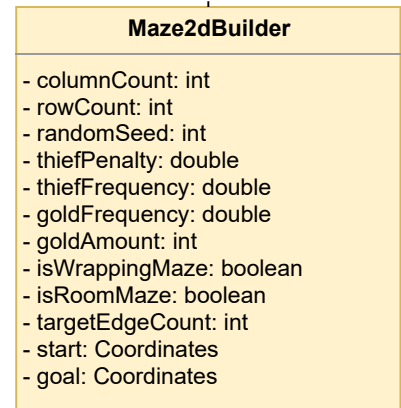 Maze2dBuilder
- columnCount: int
- rowCount: int
- randomSeed: int
- thiefPenalty: double
- thiefFrequency: double
- goldFrequency: double
- goldAmount: int
- isWrappingMaze: boolean
- isRoomMaze: boolean
- targetEdgeCount: int
- start: Coordinates
- goal: Coordinates